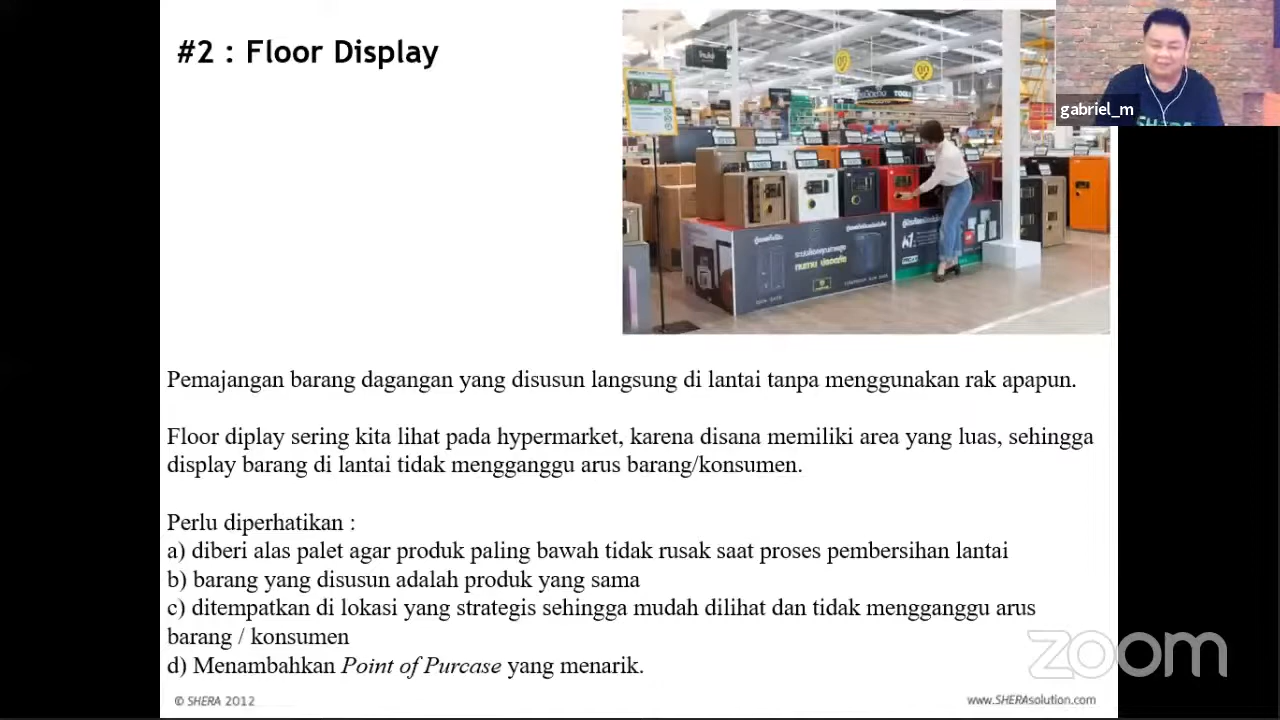 #2 : Floor Display
gabriel_m
SHERA
TOOLS
Pemajangan barang dagangan yang disusun langsung di lantai tanpa menggunakan rak apapun.
Floor diplay sering kita lihat pada hypermarket, karena disana memiliki area yang luas, sehingga
display barang di lantai tidak mengganggu arus barang/konsumen.
Perlu diperhatikan :
a) diberi alas palet agar produk paling bawah tidak rusak saat proses pembersihan lantai
b) barang yang disusun adalah produk yang sama
c) ditempatkan di lokasi yang strategis sehingga mudah dilihat dan tidak mengganggu arus
barang / konsumen
d) Menambahkan Point of Purcase yang menarik.
zoom
© SHERA 2012
www.SHERAsolution.com